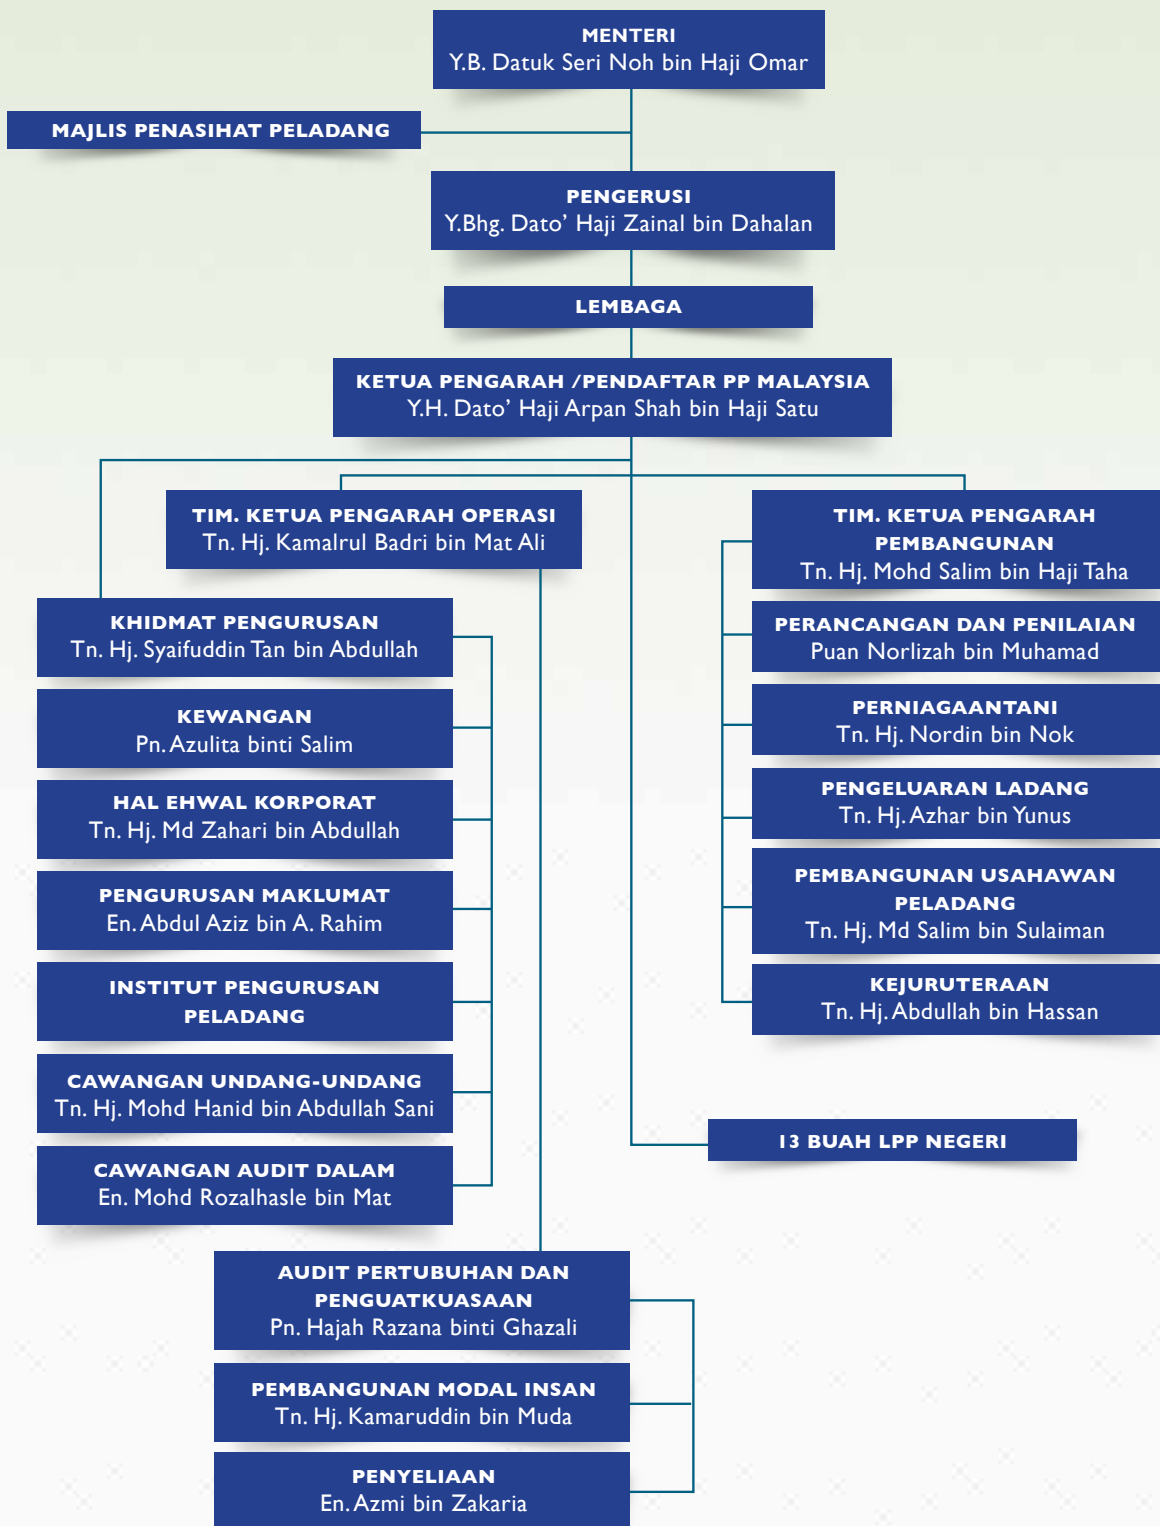 MENTERI
Y.B. Datuk Seri Noh bin Haji Omar
MAJLIS PENASIHAT PELADANG
PENGERUSI
Y.Bhg. Dato’ Haji Zainal bin Dahalan
LEMBAGA
KETUA PENGARAH /PENDAFTAR PP MALAYSIA
Y.H. Dato’ Haji Arpan Shah bin Haji Satu
TIM. KETUA PENGARAH OPERASI
Tn. Hj. Kamalrul Badri bin Mat Ali
KHIDMAT PENGURUSAN
Tn. Hj. Syaifuddin Tan bin Abdullah
KEWANGAN
Pn. Azulita binti Salim
HAL EHWAL KORPORAT
Tn. Hj. Md Zahari bin Abdullah
PENGURUSAN MAKLUMAT
En. Abdul Aziz bin A. Rahim
INSTITUT PENGURUSAN
PELADANG
CAWANGAN UNDANG-UNDANG
Tn. Hj. Mohd Hanid bin Abdullah Sani
CAWANGAN AUDIT DALAM
En. Mohd Rozalhasle bin Mat
TIM. KETUA PENGARAH
PEMBANGUNAN
Tn. Hj. Mohd Salim bin Haji Taha
PERANCANGAN DAN PENILAIAN
Puan Norlizah bin Muhamad
PERNIAGAANTANI
Tn. Hj. Nordin bin Nok
PENGELUARAN LADANG
Tn. Hj. Azhar bin Yunus
PEMBANGUNAN USAHAWAN
PELADANG
Tn. Hj. Md Salim bin Sulaiman
KEJURUTERAAN
Tn. Hj. Abdullah bin Hassan
13 BUAH LPP NEGERI
AUDIT PERTUBUHAN DAN
PENGUATKUASAAN
Pn. Hajah Razana binti Ghazali
PEMBANGUNAN MODAL INSAN
Tn. Hj. Kamaruddin bin Muda
PENYELIAAN
En. Azmi bin Zakaria